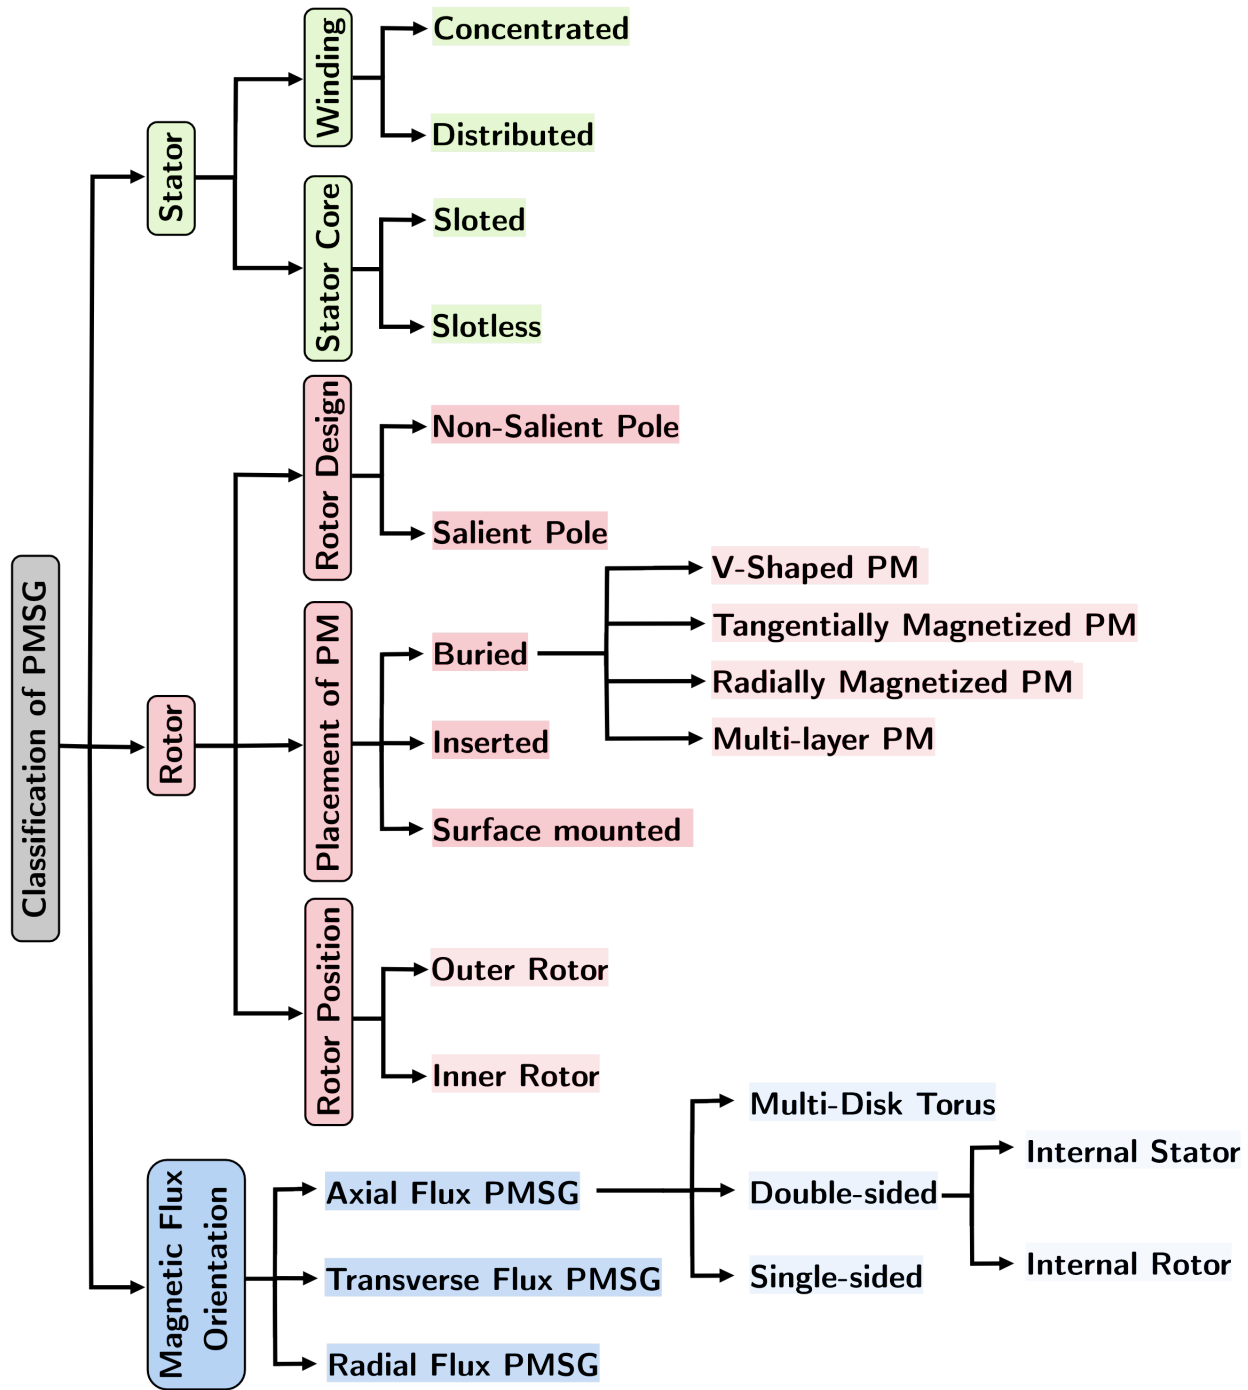 Classification of PMSG
Stator
Winding
Concentrated
Distributed
Stator Core
Sloted
Slotless
Rotor
Rotor Design
Non-Salient Pole
Salient Pole
Placement of PM
Buried
V-Shaped PM
Tangentially Magnetized PM
Radially Magnetized PM
Multi-layer PM
Inserted
Surface mounted
Rotor Position
Outer Rotor
Inner Rotor
Magnetic Flux
Orientation
Axial Flux PMSG
Multi-Disk Torus
Double-sided
Internal Stator
Internal Rotor
Single-sided
Transverse Flux PMSG
Radial Flux PMSG